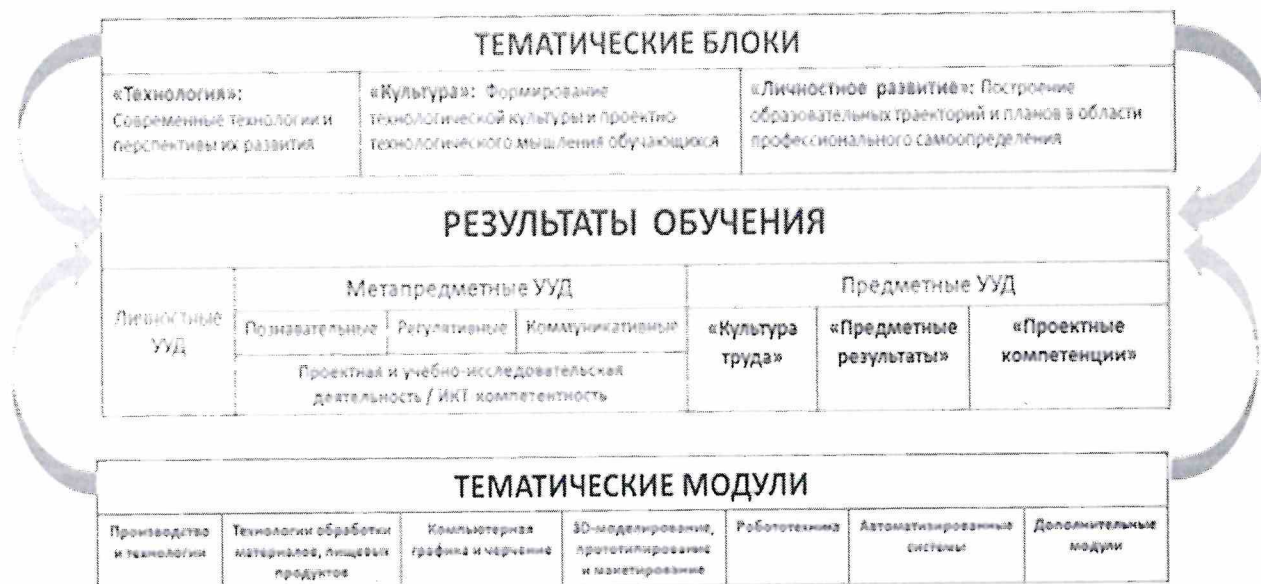 ТЕМАТИЧЕСКИЕ БЛОКИ
«Технология»:
Современные технологии и
перспективы их развития
«Культура»: Формирование
технологической культуры и проектно-
технологического мышления обучающихся
«Личностное развитие»: Построение
образовательных траекторий и планов в области
профессионального самоопределения
РЕЗУЛЬТАТЫ ОБУЧЕНИЯ
Личностные
УУД
Метапредметные УУД
Познавательные
Регулятивные
Коммуникативные
Проектная и учебно-исследовательская
деятельность / ИКТ компетентность
Предметные УУД
«Культура
труда»
«Предметные
результаты»
«Проектные
компетенции»
ТЕМАТИЧЕСКИЕ МОДУЛИ
Производство
и технологии
Технологии обработки
материалов, пищевых
продуктов
Компьютерная
графика и черчение
3D-моделирование,
прототипирование
и макетирование
Робототехника
Автоматизированные
системы
Дополнительные
модули